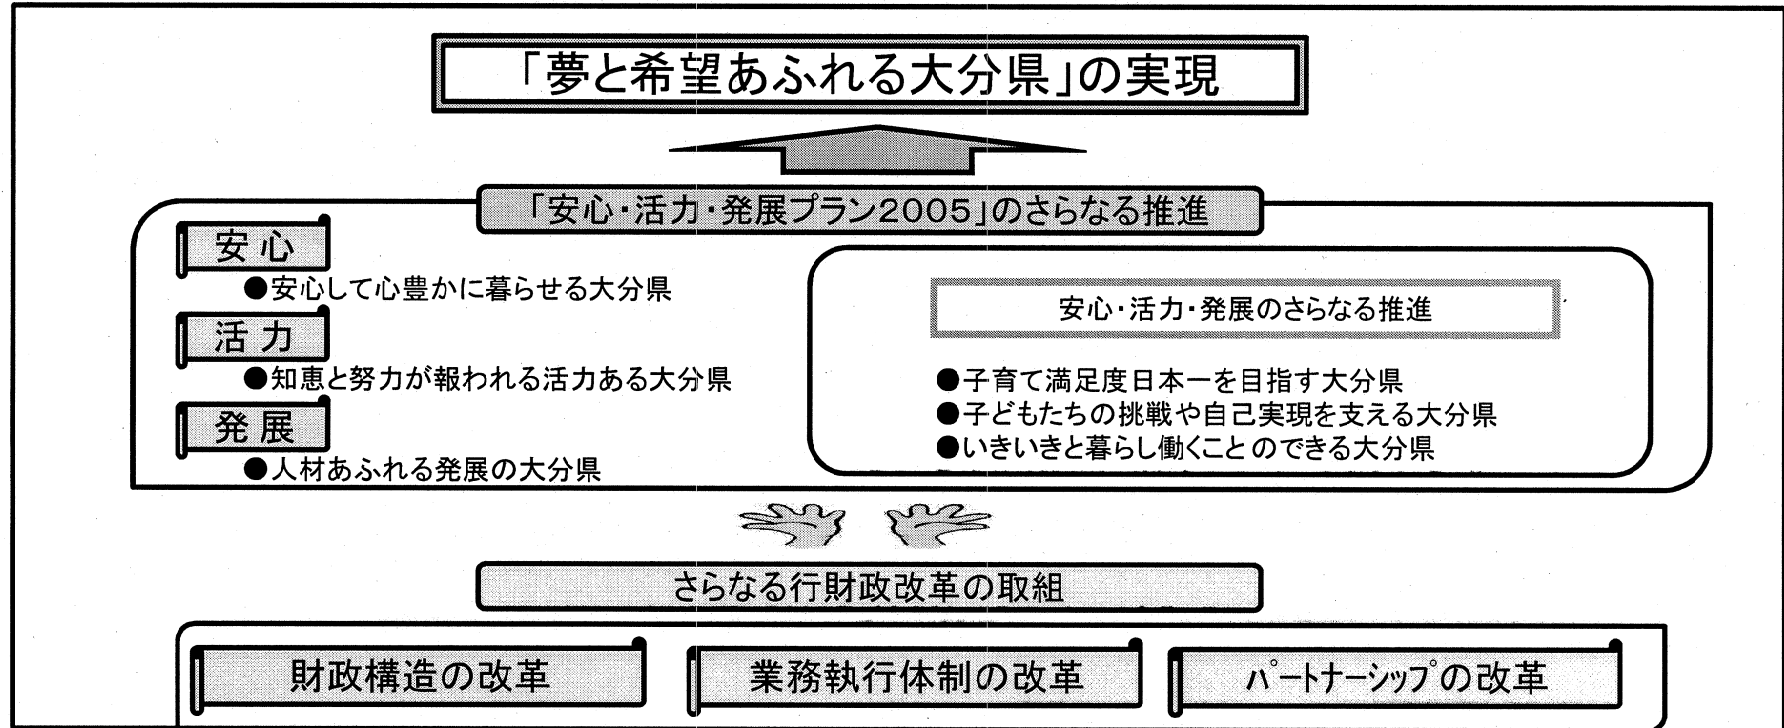 「夢と希望あふれる大分県」の実現
「安心・活力・発展プラン2005」のさらなる推進
安心
●安心して心豊かに暮らせる大分県
活力
●知恵と努力が報われる活力ある大分県
発展
●人材あふれる発展の大分県
安心・活力・発展のさらなる推進
●子育て満足度日本一を目指す大分県
●子どもたちの挑戦や自己実現を支える大分県
●いきいきと暮らし働くことのできる大分県
さらなる行財政改革の取組
財政構造の改革
業務執行体制の改革
パートナーシップの改革